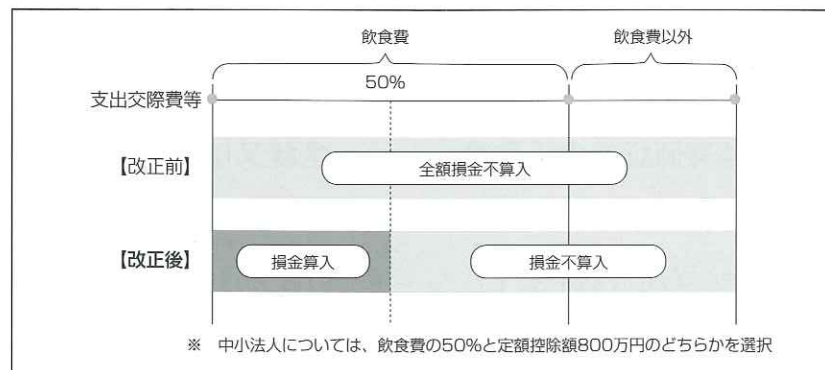 飲食費
飲食費以外
50%
支出交際費等
【改正前】
全額損金不算入
【改正後】
損金算入
損金不算入
※ 中小法人については、飲食費の50%と定額控除額800万円のどちらかを選択